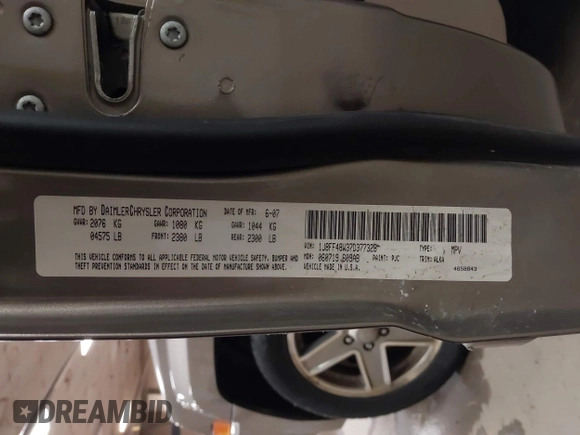 MFD BY DAIMLERCHRYSLER CORPORATION DATE OF MFR: 6-07
GVWR: 2076 KG GAWR: 1080 KG GAWR: 1044 KG
04575 LB FRONT: 2380 LB REAR: 2300 LB
THIS VEHICLE CONFORMS TO ALL APPLICABLE FEDERAL MOTOR VEHICLE SAFETY, BUMPER AND
THEFT PREVENTION STANDARDS IN EFFECT ON THE DATE OF MANUFACTURE SHOWN ABOVE.
VIN: TYPE: MPV
MDH: PAINT: PJC TRIM:
VEHICLE MADE IN U.S.A. 4658843
DREAMBID